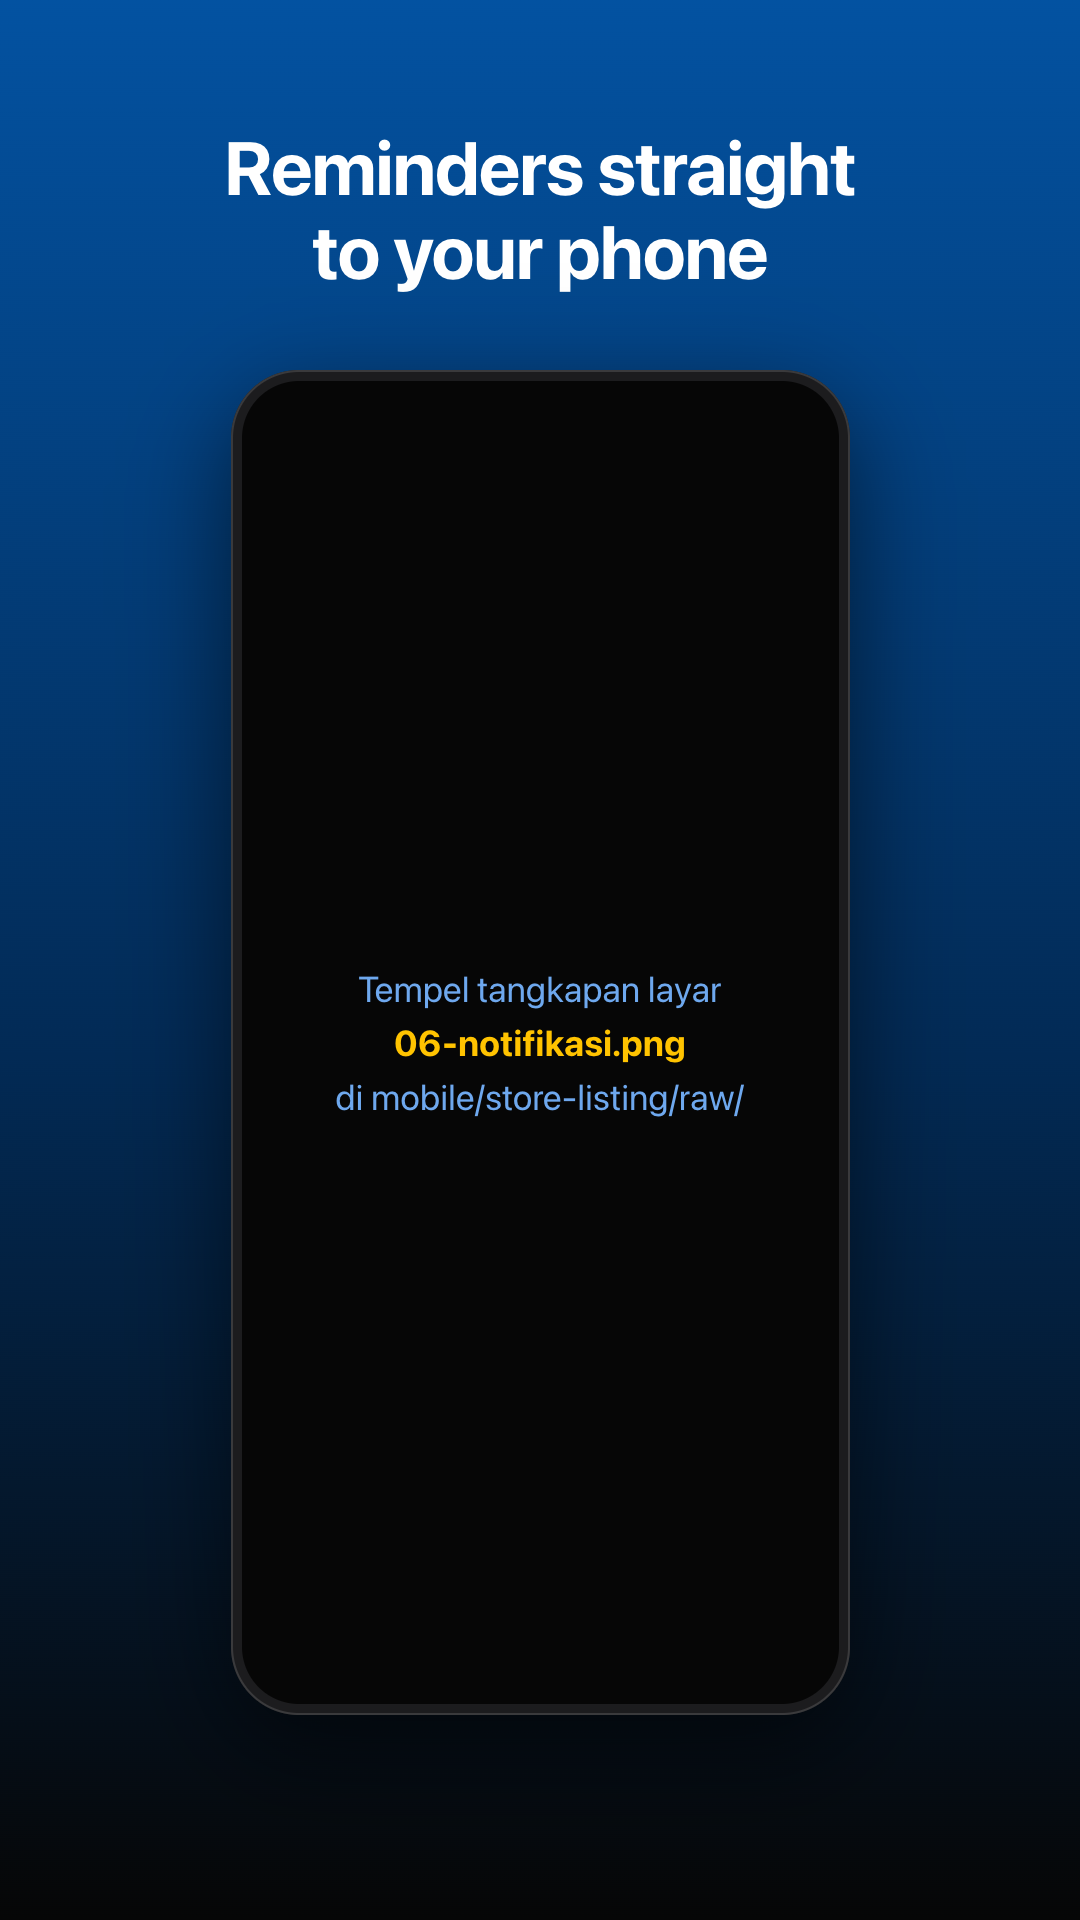 Reminders straight
to your phone
Tempel tangkapan layar
06-notifikasi.png
di mobile/store-listing/raw/